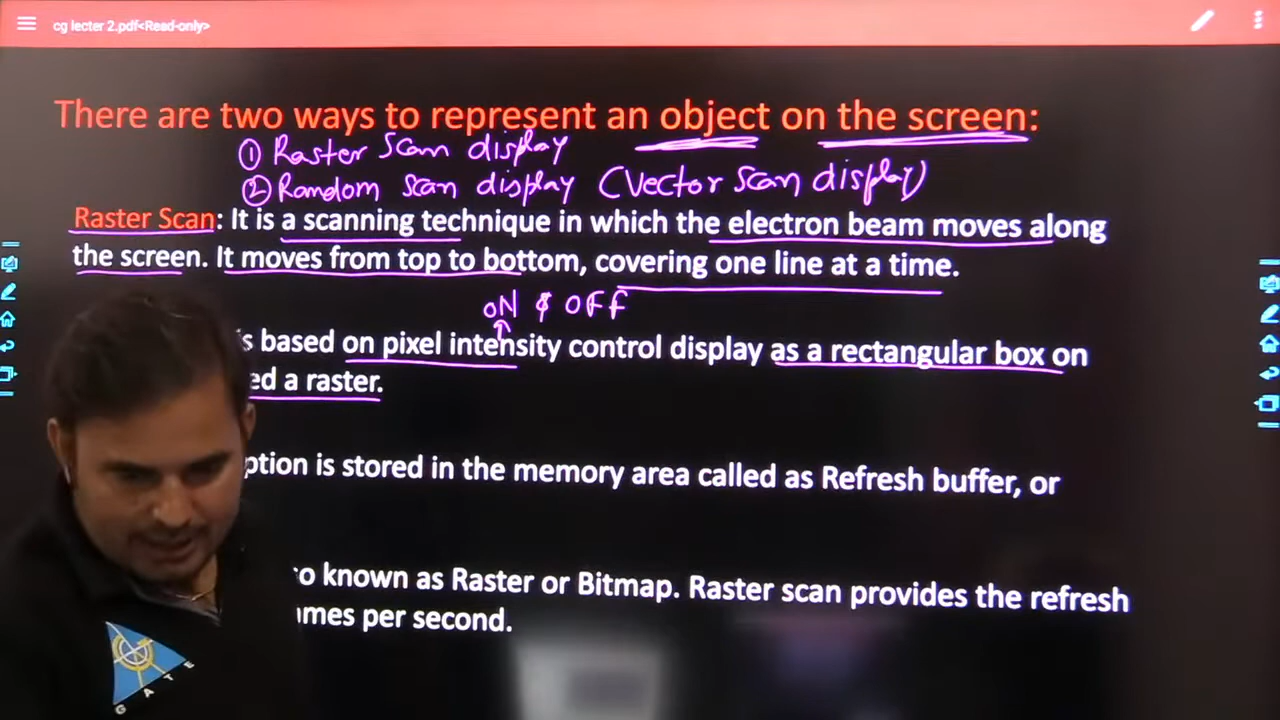 cg lecter 2.pdf<Read-only>
There are two ways to represent an object on the screen:
① Raster Scan display
② Random scan display (Vector Scan display)
Raster Scan: It is a scanning technique in which the electron beam moves along
the screen. It moves from top to bottom, covering one line at a time.
ON & OFF
s based on pixel intensity control display as a rectangular box on
ed a raster.
ption is stored in the memory area called as Refresh buffer, or
so known as Raster or Bitmap. Raster scan provides the refresh
ames per second.
GATE